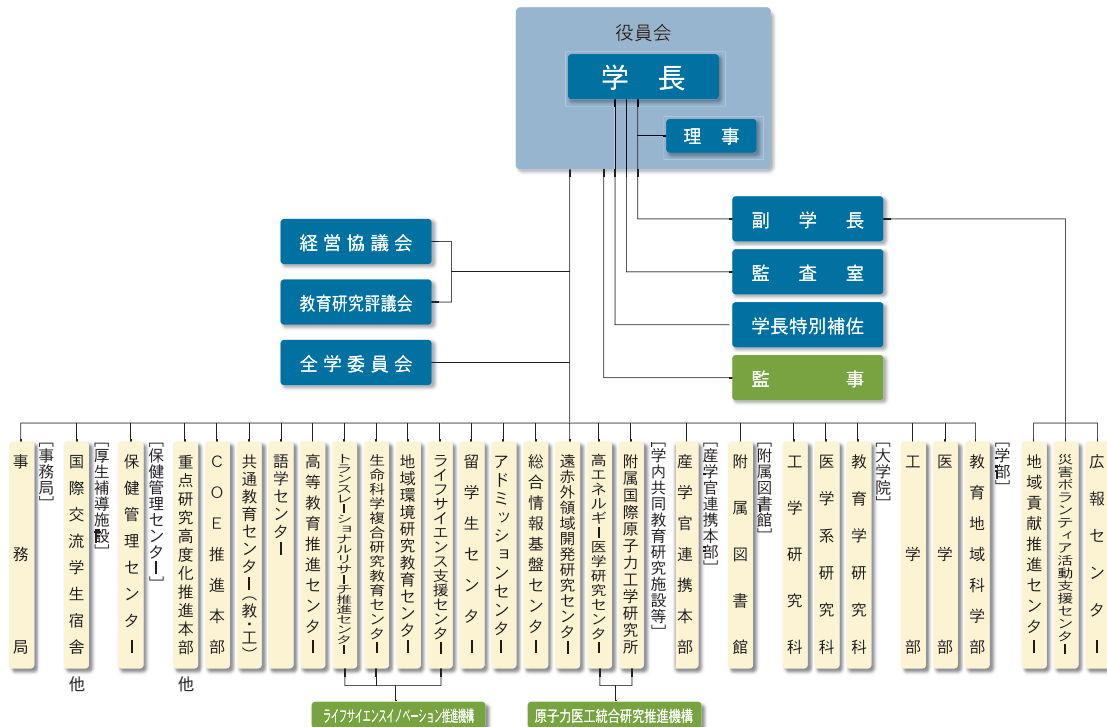 役員会
学長
理事
副学長
監査室
学長特別補佐
監事
経営協議会
教育研究評議会
全学委員会
事務局
[事務局]
国際交流学生宿舎 他
[厚生補導施設]
保健管理センター
[保健管理センター]
重点研究高度化推進本部 他
COE推進本部
共通教育センター(教・工)
語学センター
高等教育推進センター
トランスレーショナルリサーチ推進センター
生命科学複合研究教育センター
地域環境研究教育センター
ライフサイエンス支援センター
留学生センター
アドミッションセンター
総合情報基盤センター
遠赤外領域開発研究センター
高エネルギー医学研究センター
附属国際原子力工学研究所
[学内共同教育研究施設等]
産学官連携本部
[産学官連携本部]
附属図書館
[附属図書館]
工学研究科
医学系研究科
教育学研究科
[大学院]
工学部
医学部
教育地域科学部
[学部]
地域貢献推進センター
災害ボランティア活動支援センター
広報センター
ライフサイエンスイノベーション推進機構
原子力医工統合研究推進機構